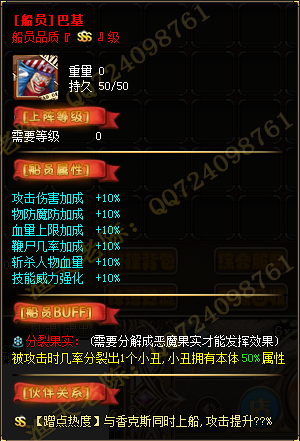 [船员]巴基
船员品质『 SSS 』级
重量 0
持久 50/50
[上阵等级]
需要等级 0
[船员属性]
攻击伤害加成 +10%
物防魔防加成 +10%
血量上限加成 +10%
鞭尸几率加成 +10%
斩杀人物血量 +10%
技能威力强化 +10%
[船员BUFF]
分裂果实: (需要分解成恶魔果实才能发挥效果)
被攻击时几率分裂出1个小丑,小丑拥有本体50%属性
[伙伴关系]
【蹭点热度】与香克斯同时上船,攻击提升??%
QQ724098761